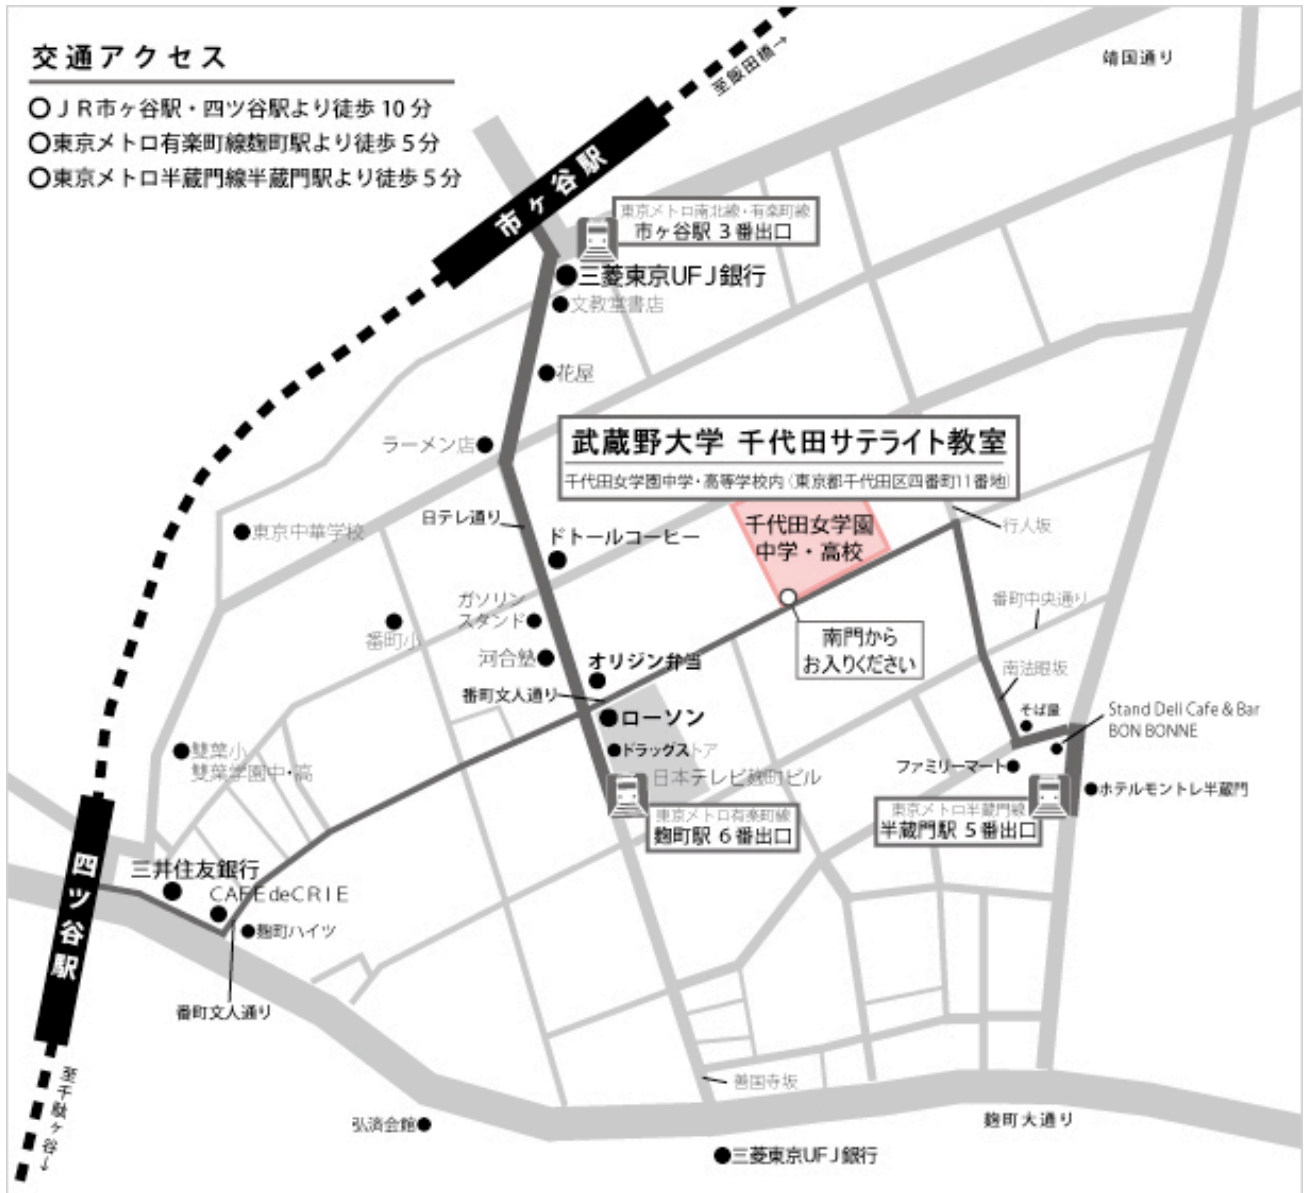 交通アクセス
○ＪＲ市ヶ谷駅・四ツ谷駅より徒歩10分
○東京メトロ有楽町線麹町駅より徒歩5分
○東京メトロ半蔵門線半蔵門駅より徒歩5分
至飯田橋→
靖国通り
市ヶ谷駅
東京メトロ南北線・有楽町線
市ヶ谷駅 3番出口
三菱東京UFJ銀行
文教堂書店
花屋
ラーメン店
武蔵野大学 千代田サテライト教室
千代田女学園中学・高等学校内（東京都千代田区四番町11番地）
日テレ通り
東京中華学校
ドトールコーヒー
千代田女学園
中学・高校
行人坂
ガソリン
スタンド
番町小
番町中央通り
南門から
お入りください
河合塾
オリジン弁当
番町文人通り
南法眼坂
ローソン
そば屋
Stand Deli Cafe & Bar
BON BONNE
雙葉小
雙葉学園中・高
ドラッグストア
日本テレビ麹町ビル
ファミリーマート
ホテルモントレ半蔵門
東京メトロ有楽町線
麹町駅 6番出口
東京メトロ半蔵門線
半蔵門駅 5番出口
四ツ谷駅
三井住友銀行
CAFE deCRIE
麹町ハイツ
番町文人通り
至千駄ヶ谷→
善国寺坂
弘済会館
麹町大通り
三菱東京UFJ銀行